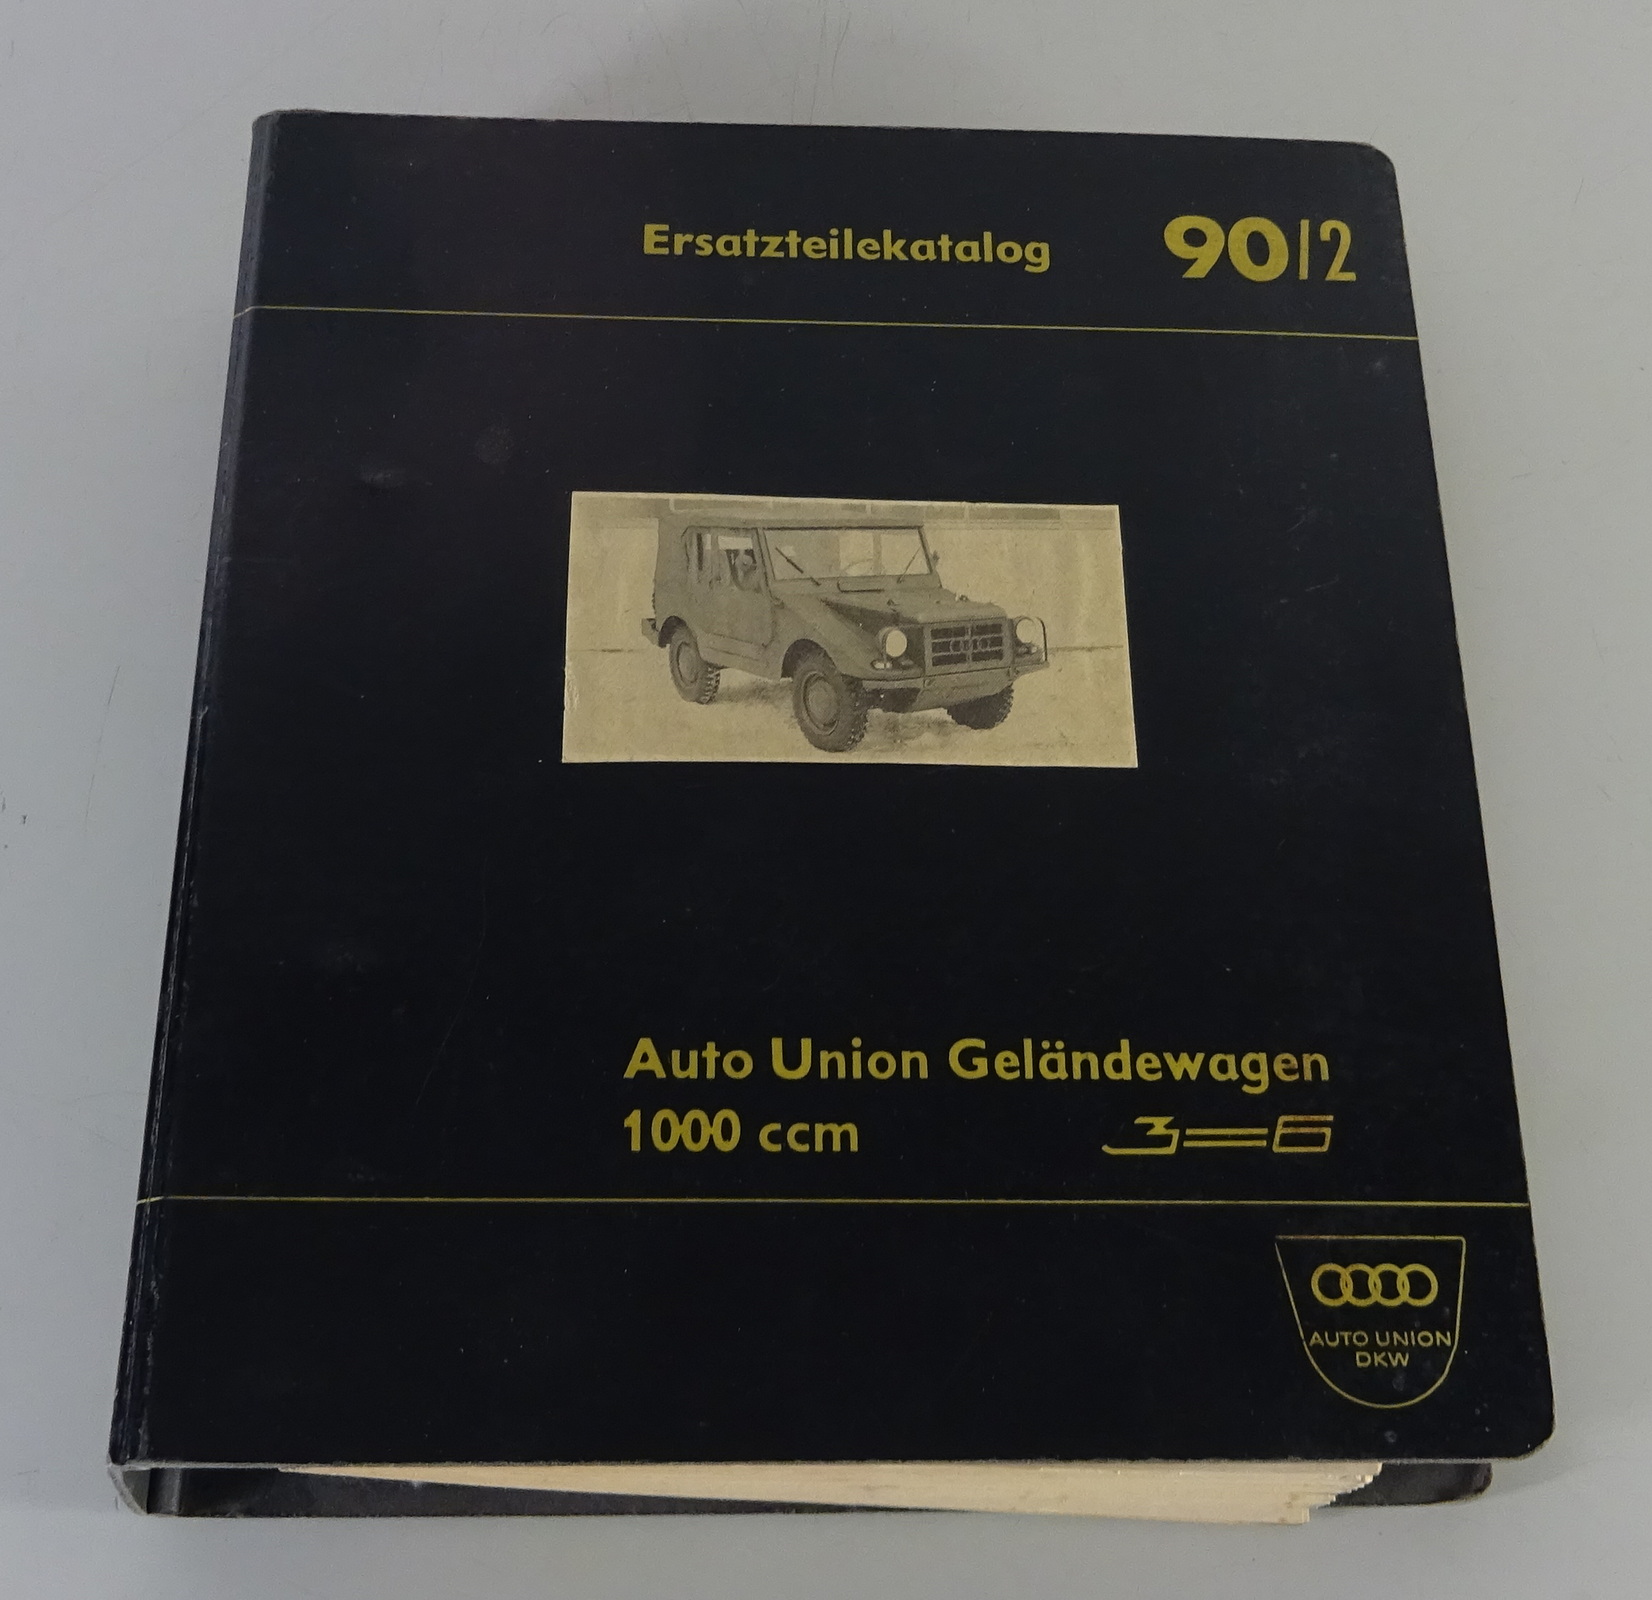 Ersatzteilekatalog 90/2
Auto Union Geländewagen
1000 ccm 3=6
AUTO UNION
DKW